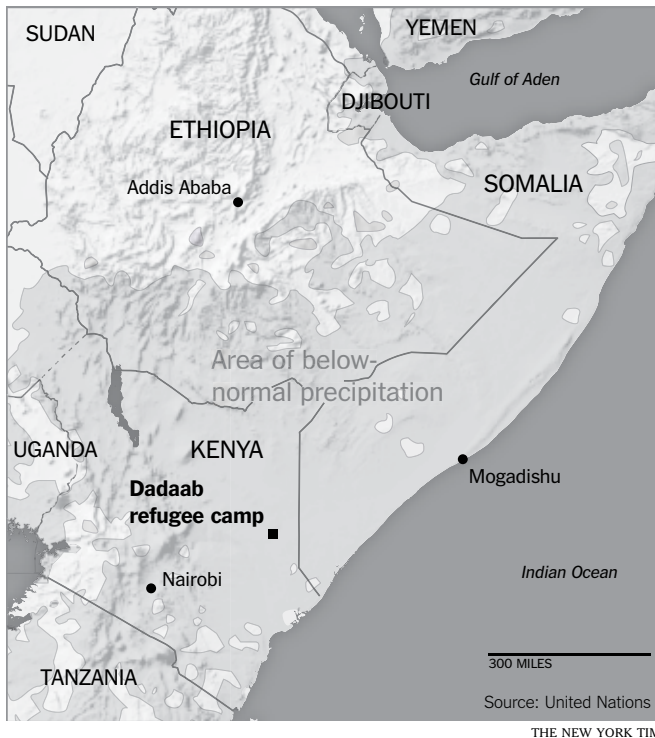 SUDAN
YEMEN
Gulf of Aden
DJIBOUTI
ETHIOPIA
Addis Ababa
SOMALIA
Area of below-
normal precipitation
UGANDA
KENYA
Mogadishu
Dadaab
refugee camp
Indian Ocean
Nairobi
300 MILES
TANZANIA
Source: United Nations
THE NEW YORK TIM